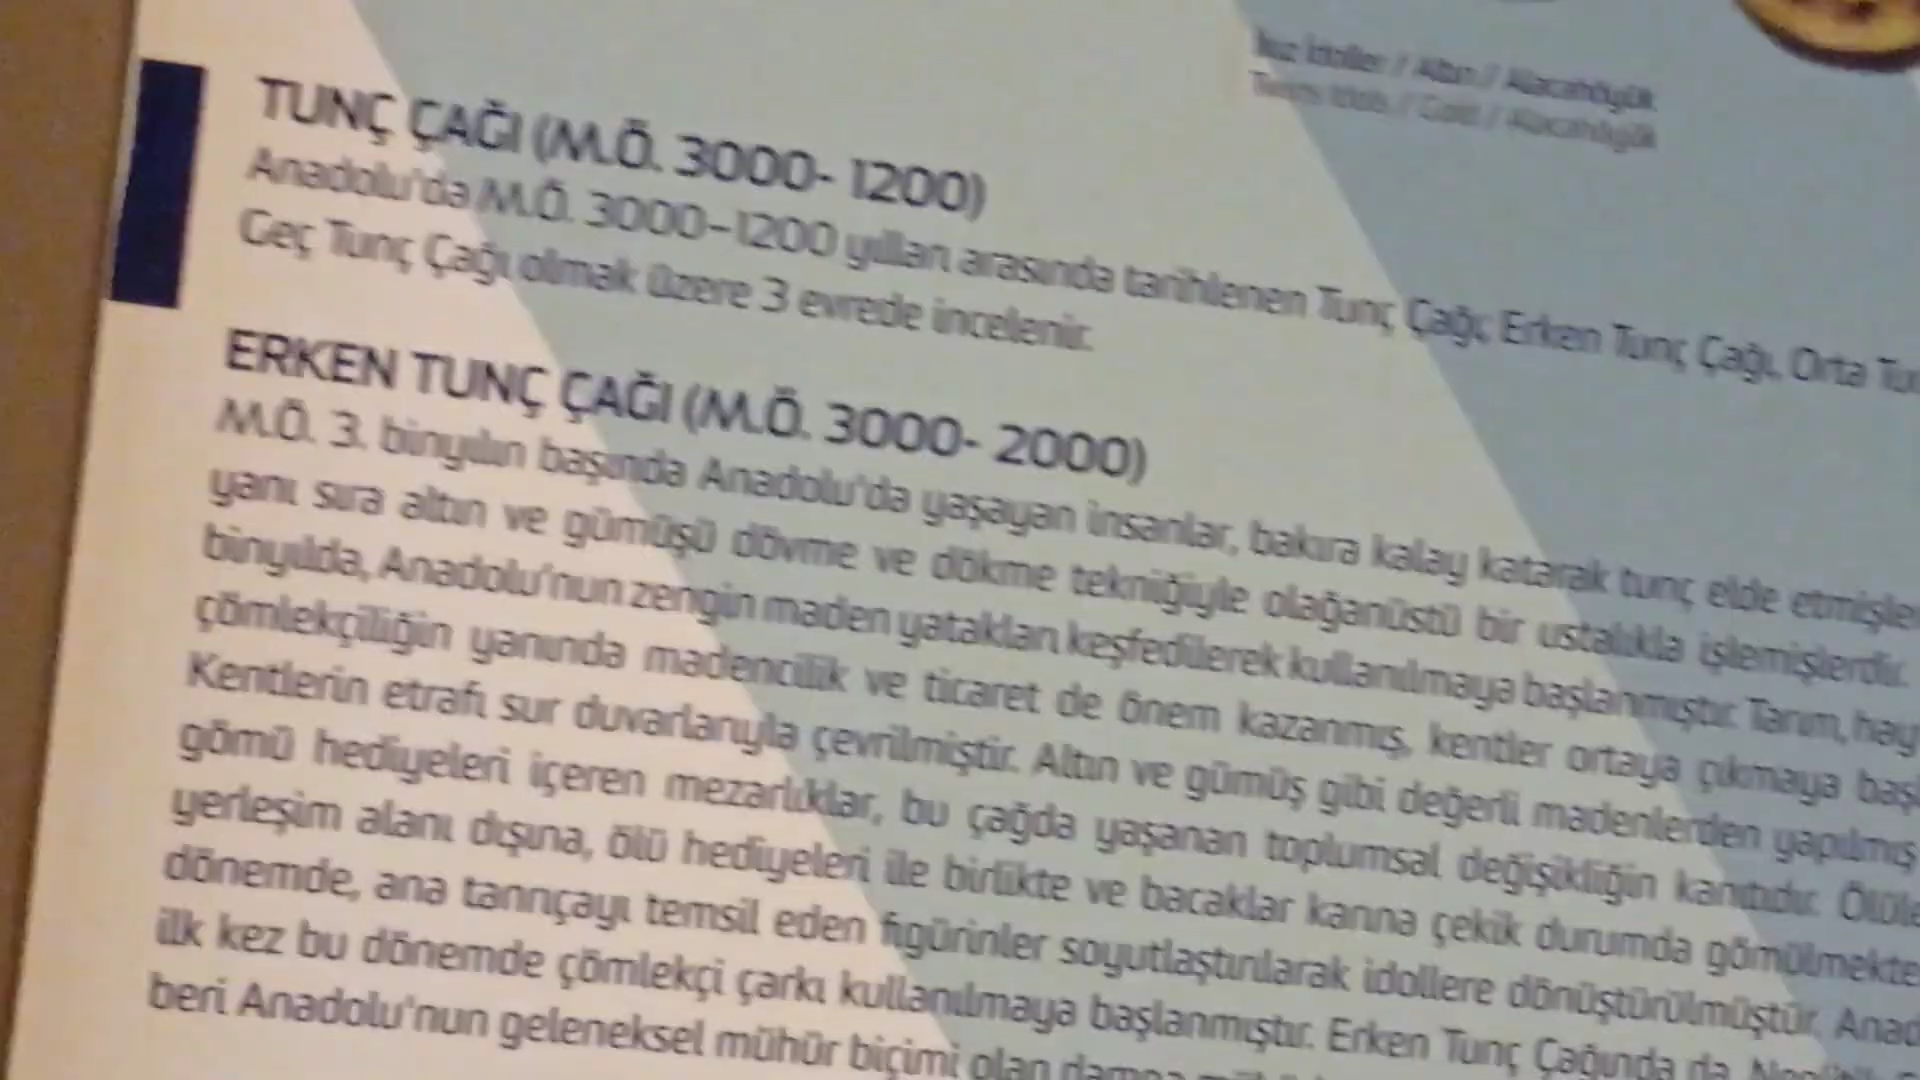 İkiz İdoller / Altın / Alacahöyük
/ Gold / Alacahöyük
TUNÇ ÇAĞI (M.Ö. 3000- 1200)
Anadolu'da M.Ö. 3000-1200 yılları arasında tarihlenen Tunç Çağı; Erken Tunç Çağı, Orta
Geç Tunç Çağı olmak üzere 3 evrede incelenir.
ERKEN TUNÇ ÇAĞI (M.Ö. 3000- 2000)
M.Ö. 3. binyılın başında Anadolu'da yaşayan insanlar, bakıra kalay katarak tunç elde
yanı sıra altın ve gümüşü dövme ve dökme tekniğiyle olağanüstü bir ustalıkla işlemişlerdir.
binyılda, Anadolu'nun zengin maden yatakları keşfedilerek kullanılmaya başlanmıştır. Tarım,
çömlekçiliğin yanında madencilik ve ticaret de önem kazanmış, kentler ortaya çıkmaya
Kentlerin etrafı sur duvarlarıyla çevrilmiştir. Altın ve gümüş gibi değerli madenlerden yapılmış
gömü hediyeleri içeren mezarlıklar, bu çağda yaşanan toplumsal değişikliğin kanıtıdır.
yerleşim alanı dışına, ölü hediyeleri ile birlikte ve bacaklar karına çekik durumda
dönemde, ana tanrıçayı temsil eden figürinler soyutlaştırılarak idollere dönüştürülmüştür.
ilk kez bu dönemde çömlekçi çarkı kullanılmaya başlanmıştır. Erken Tunç Çağında da
beri Anadolu'nun geleneksel mühür biçimi olan damga